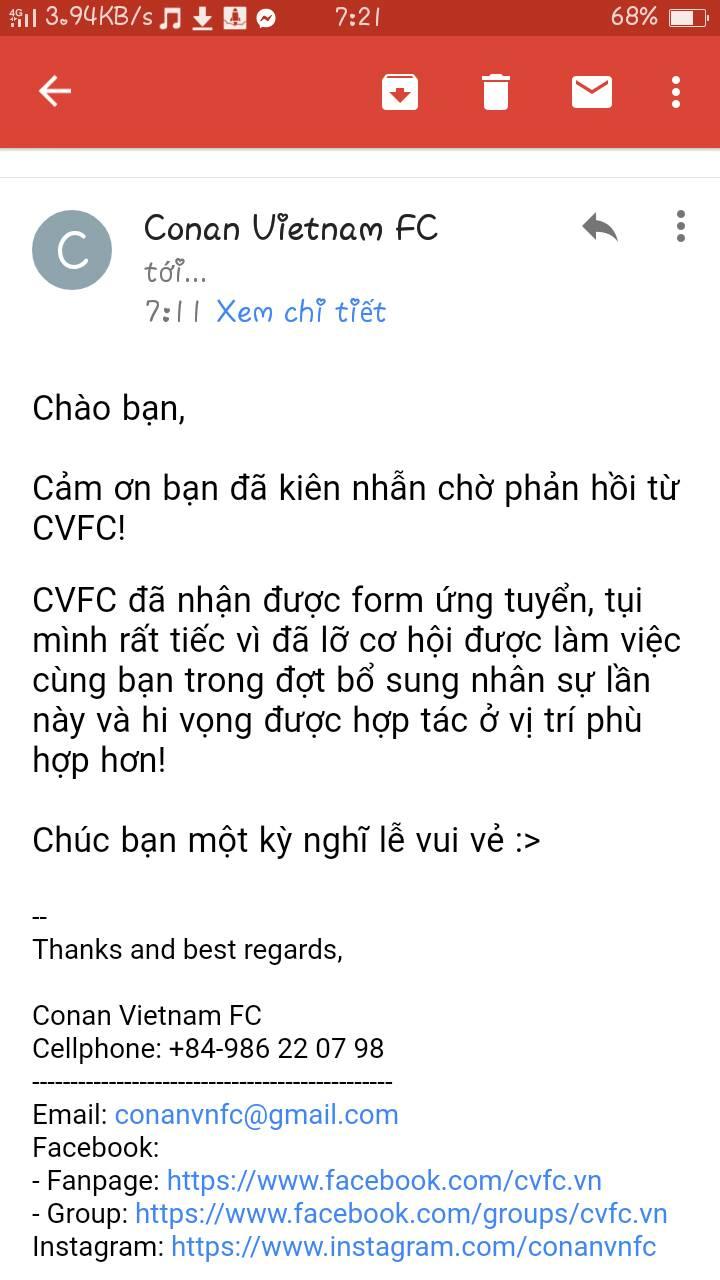 4G 3.94KB/s 7:21 68%
Conan Vietnam FC
C
tới...
7:11 Xem chi tiết
Chào bạn,
Cảm ơn bạn đã kiên nhẫn chờ phản hồi từ
CVFC!
CVFC đã nhận được form ứng tuyển, tụi
mình rất tiếc vì đã lỡ cơ hội được làm việc
cùng bạn trong đợt bổ sung nhân sự lần
này và hi vọng được hợp tác ở vị trí phù
hợp hơn!
Chúc bạn một kỳ nghĩ lễ vui vẻ :>
--
Thanks and best regards,
Conan Vietnam FC
Cellphone: +84-986 22 07 98
------------------------------------------------
Email: conanvnfc@gmail.com
Facebook:
- Fanpage: https://www.facebook.com/cvfc.vn
- Group: https://www.facebook.com/groups/cvfc.vn
Instagram: https://www.instagram.com/conanvnfc